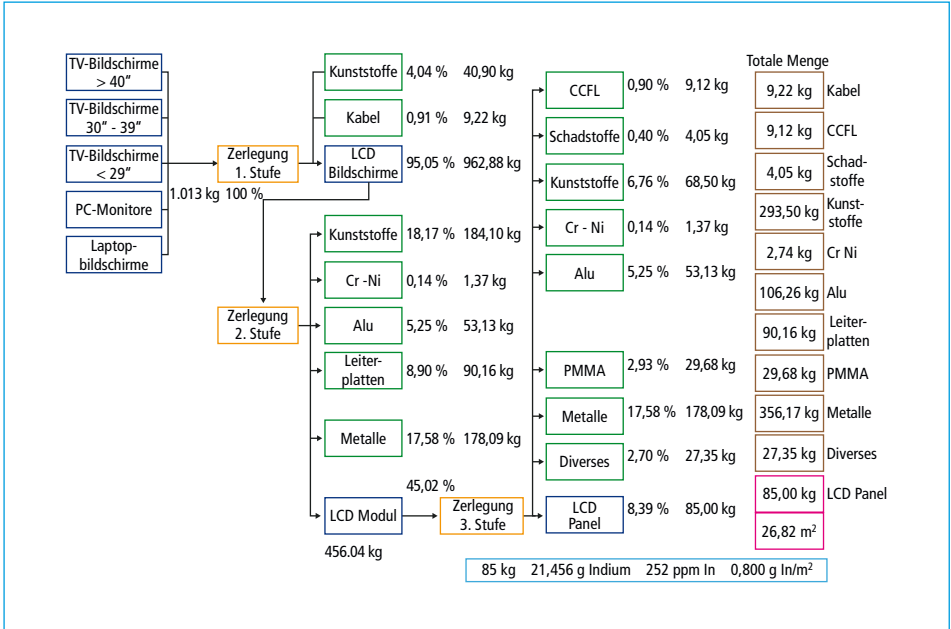 TV-Bildschirme
> 40“
TV-Bildschirme
30“ - 39“
TV-Bildschirme
< 29“
PC-Monitore
Laptop-
bildschirme
1.013 kg 100 %
Zerlegung
1. Stufe
Kunststoffe 4,04 % 40,90 kg
Kabel 0,91 % 9,22 kg
LCD
Bildschirme
95,05 % 962,88 kg
Zerlegung
2. Stufe
Kunststoffe 18,17 % 184,10 kg
Cr -Ni 0,14 % 1,37 kg
Alu 5,25 % 53,13 kg
Leiter-
platten
8,90 % 90,16 kg
Metalle 17,58 % 178,09 kg
45,02 %
LCD Modul
456.04 kg
Zerlegung
3. Stufe
CCFL 0,90 % 9,12 kg
Schadstoffe 0,40 % 4,05 kg
Kunststoffe 6,76 % 68,50 kg
Cr - Ni 0,14 % 1,37 kg
Alu 5,25 % 53,13 kg
PMMA 2,93 % 29,68 kg
Metalle 17,58 % 178,09 kg
Diverses 2,70 % 27,35 kg
LCD
Panel
8,39 % 85,00 kg
Totale Menge
9,22 kg Kabel
9,12 kg CCFL
4,05 kg
Schad-
stoffe
293,50 kg
Kunst-
stoffe
2,74 kg Cr Ni
106,26 kg Alu
90,16 kg
Leiter-
platten
29,68 kg PMMA
356,17 kg Metalle
27,35 kg Diverses
85,00 kg LCD Panel
26,82 m²
85 kg 21,456 g Indium 252 ppm In 0,800 g In/m²